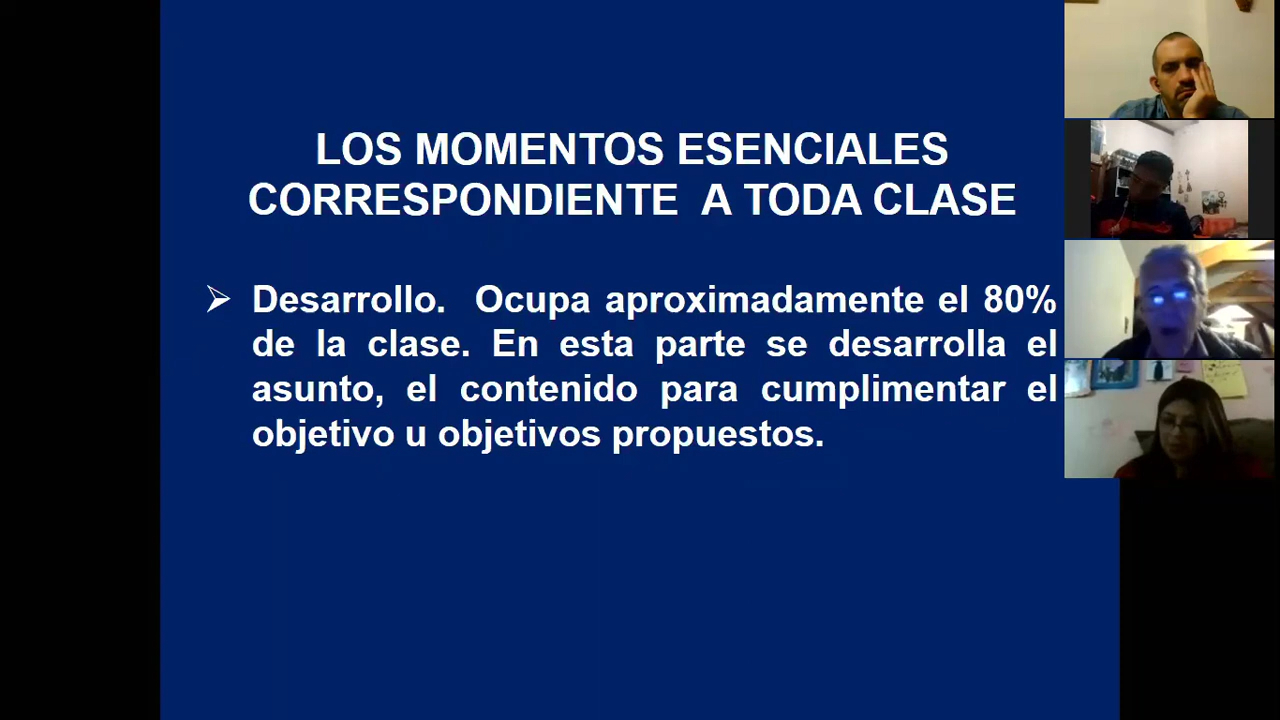 LOS MOMENTOS ESENCIALES
CORRESPONDIENTE A TODA CLASE
➢ Desarrollo. Ocupa aproximadamente el 80%
de la clase. En esta parte se desarrolla el
asunto, el contenido para cumplimentar el
objetivo u objetivos propuestos.